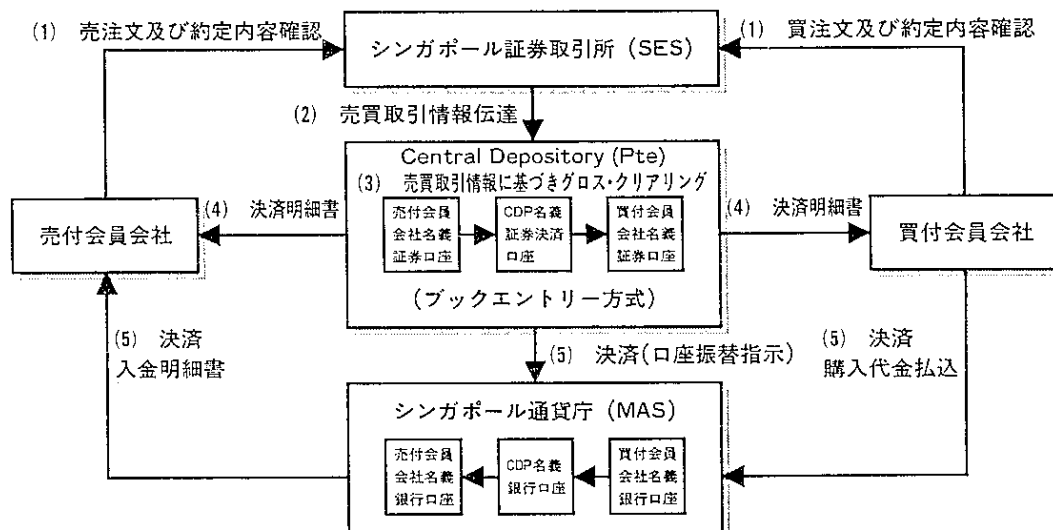 (1) 売注文及び約定内容確認
シンガポール証券取引所 (SES)
(1) 買注文及び約定内容確認
(2) 売買取引情報伝達
Central Depository (Pte)
(3) 売買取引情報に基づきグロス・クリアリング
売付会員
会社名義
証券口座
CDP名義
証券決済
口座
買付会員
会社名義
証券口座
(ブックエントリー方式)
売付会員会社
(4) 決済明細書
(4) 決済明細書
買付会員会社
(5) 決済
入金明細書
(5) 決済(口座振替指示)
(5) 決済
購入代金払込
シンガポール通貨庁 (MAS)
売付会員
会社名義
銀行口座
CDP名義
銀行口座
買付会員
会社名義
銀行口座